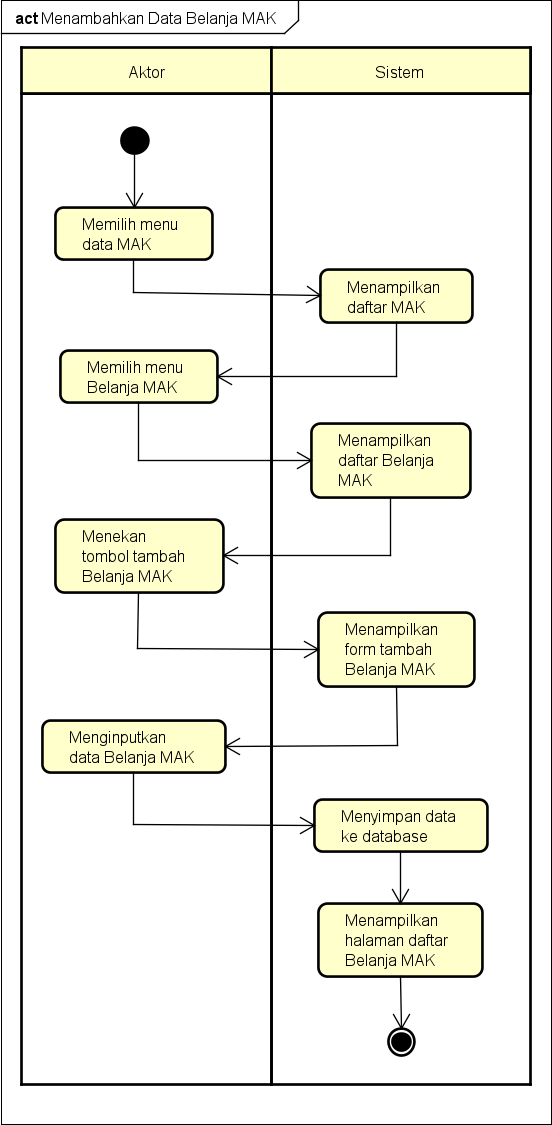 act Menambahkan Data Belanja MAK
Aktor
Sistem
Memilih menu
data MAK
Menampilkan
daftar MAK
Memilih menu
Belanja MAK
Menampilkan
daftar Belanja
MAK
Menekan
tombol tambah
Belanja MAK
Menampilkan
form tambah
Belanja MAK
Menginputkan
data Belanja MAK
Menyimpan data
ke database
Menampilkan
halaman daftar
Belanja MAK